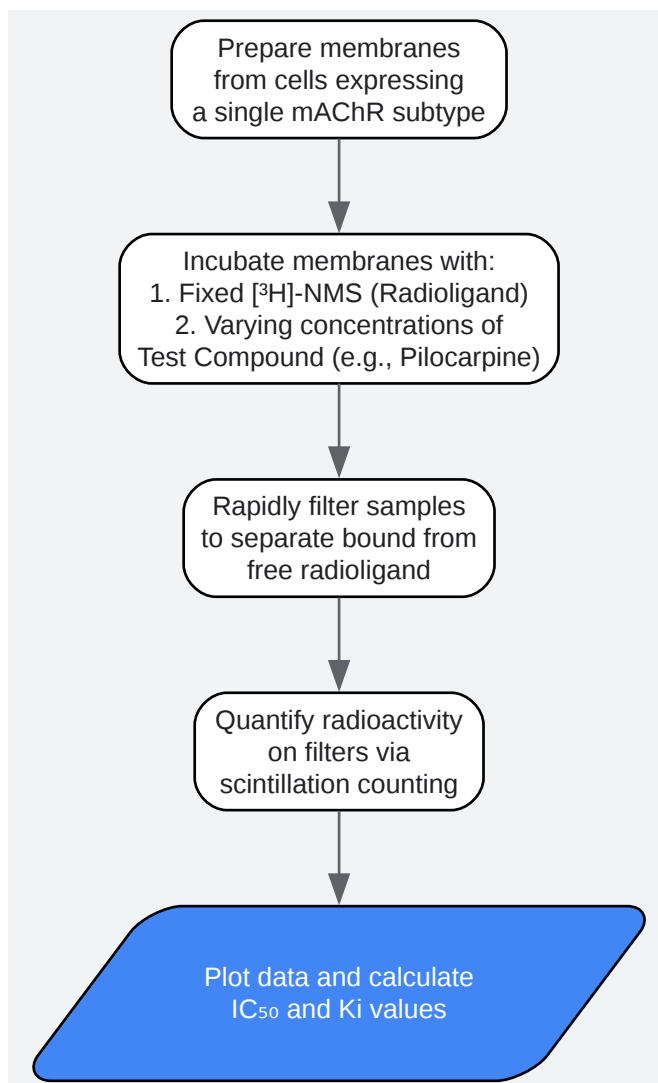 Prepare membranes
from cells expressing
a single mAChR subtype
Incubate membranes with:
1. Fixed [³H]-NMS (Radioligand)
2. Varying concentrations of
Test Compound (e.g., Pilocarpine)
Rapidly filter samples
to separate bound from
free radioligand
Quantify radioactivity
on filters via
scintillation counting
Plot data and calculate
IC₅₀ and Ki values